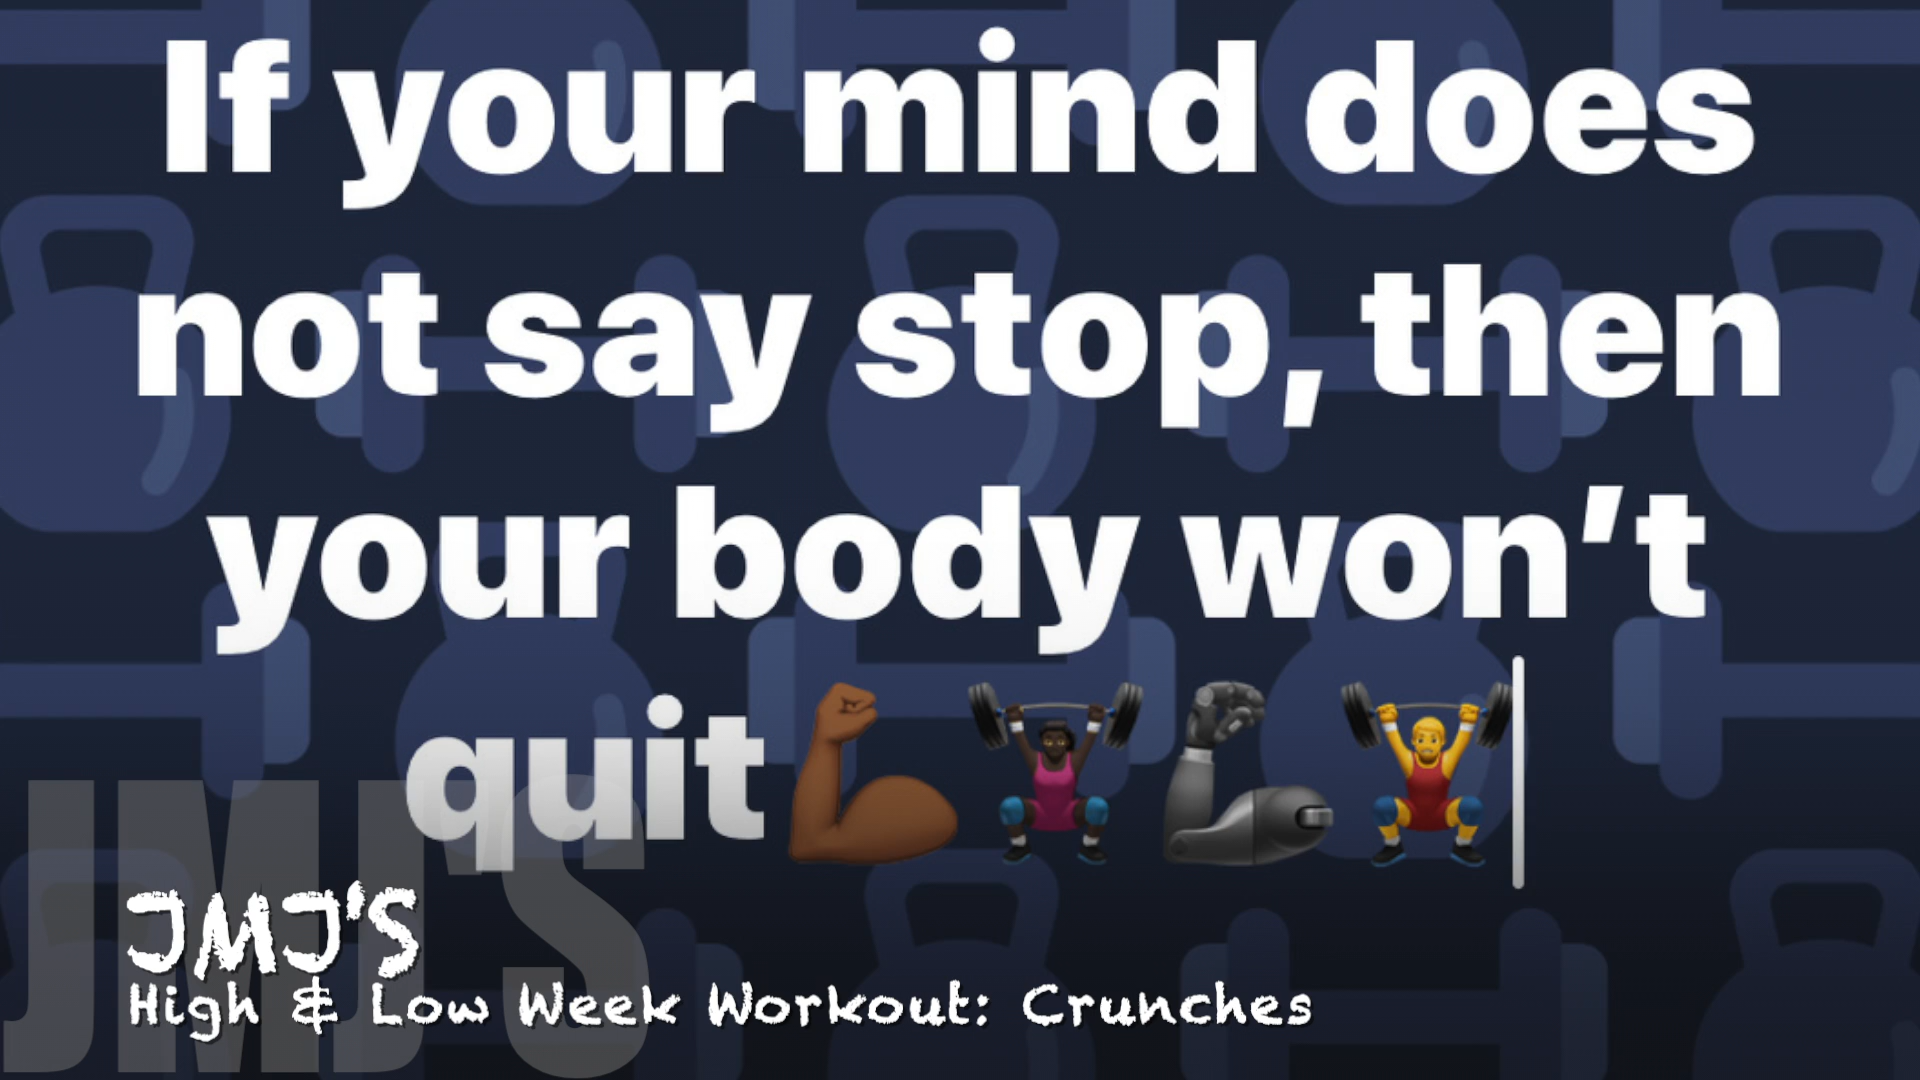 If your mind does
not say stop, then
your body won’t
quit💪🏾🏋🏿‍♀️🦾🏋️‍♂️
JMJ'S
JMJ'S
High & Low Week Workout: Crunches